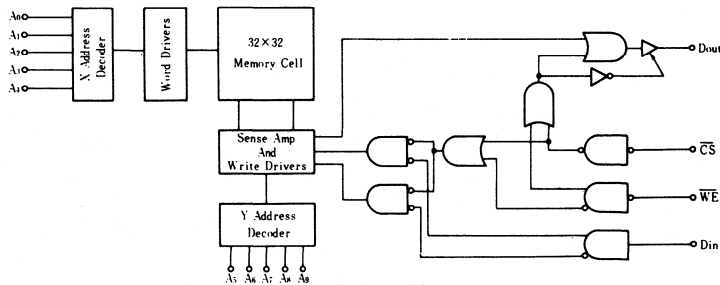 A0
A1
A2
A3
A4
X Address
Decoder
Word Drivers
32×32
Memory Cell
Sense Amp
And
Write Drivers
Y Address
Decoder
A5 A6 A7 A8 A9
Dout
CS
WE
Din